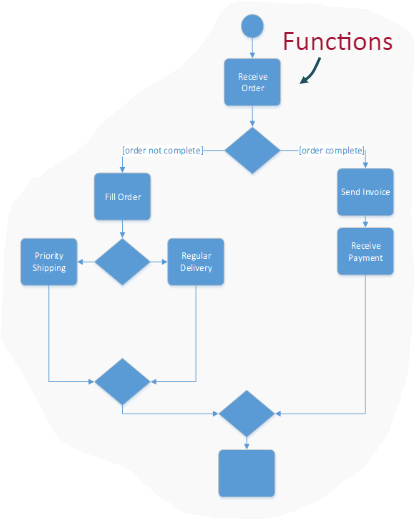 Functions
Receive
Order
[order not complete]
[order complete]
Fill Order
Send Invoice
Priority
Shipping
Regular
Delivery
Receive
Payment